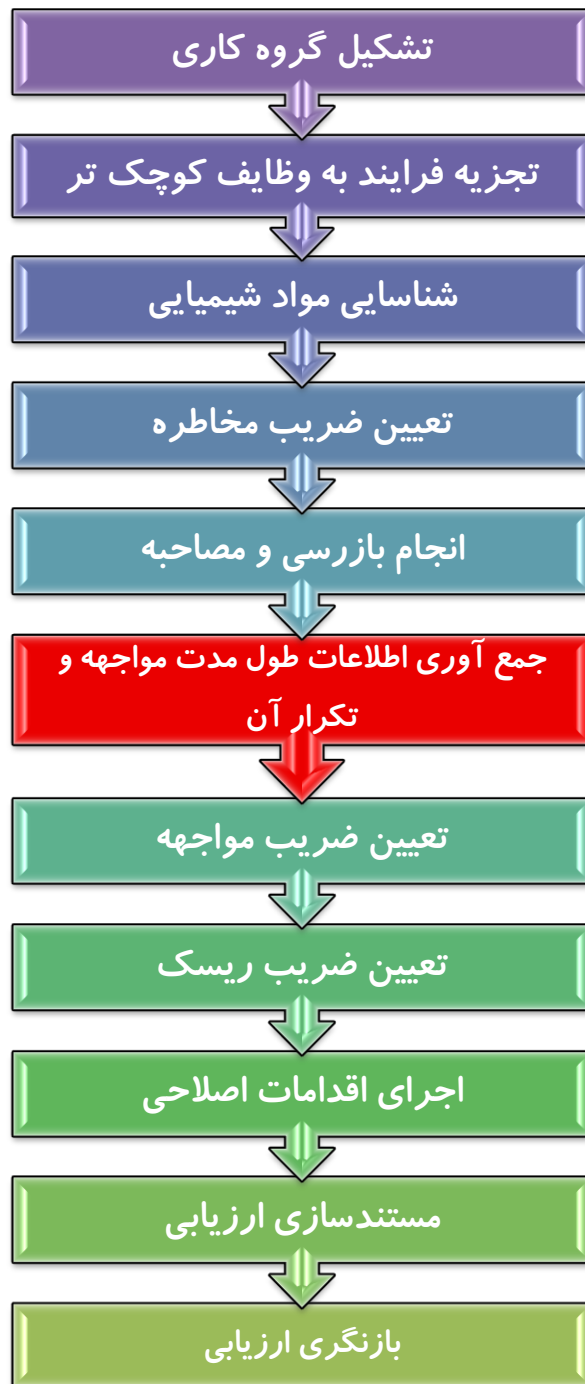 تشکیل گروه کاری
تجزیه فرایند به وظایف کوچک تر
شناسایی مواد شیمیایی
تعیین ضریب مخاطره
انجام بازرسی و مصاحبه
جمع آوری اطلاعات طول مدت مواجهه و
تکرار آن
تعیین ضریب مواجهه
تعیین ضریب ریسک
اجرای اقدامات اصلاحی
مستندسازی ارزیابی
بازنگری ارزیابی